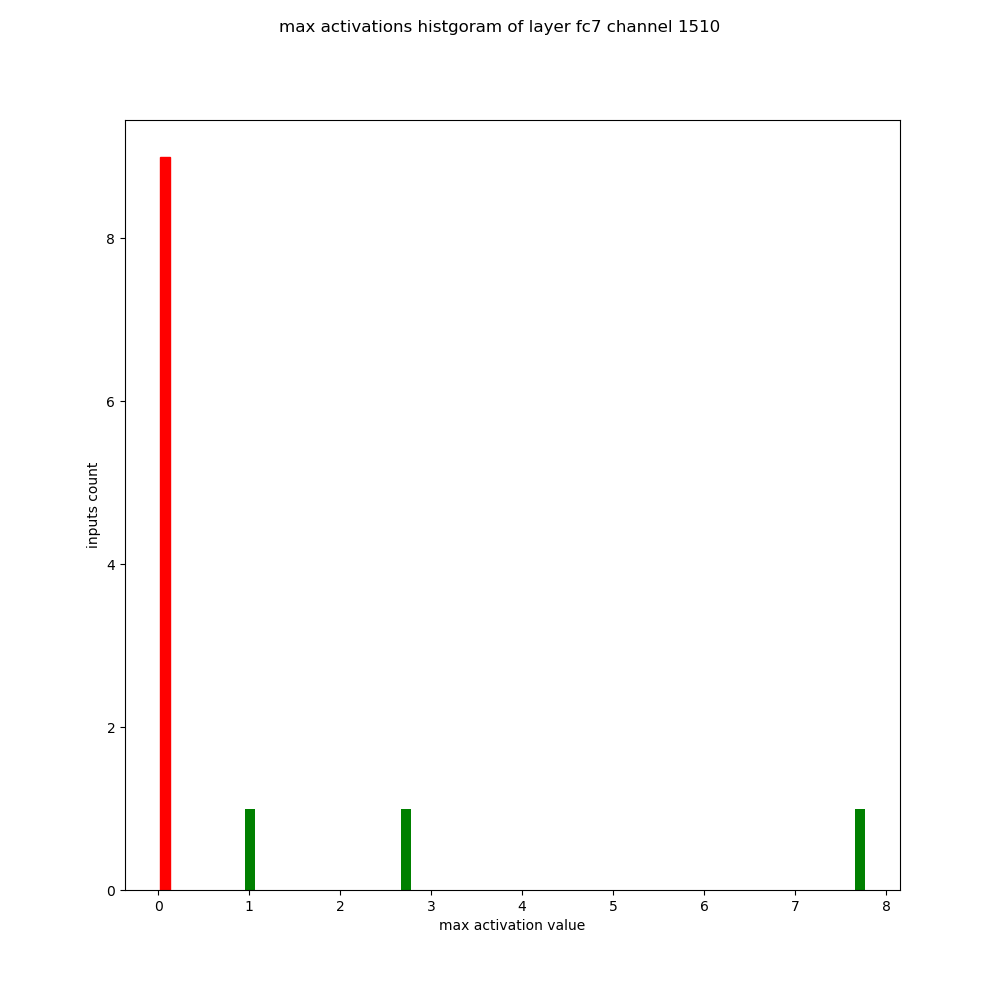 max activations histgoram of layer fc7 channel 1510
8
6
4
2
0
inputs count
0 1 2 3 4 5 6 7 8
max activation value